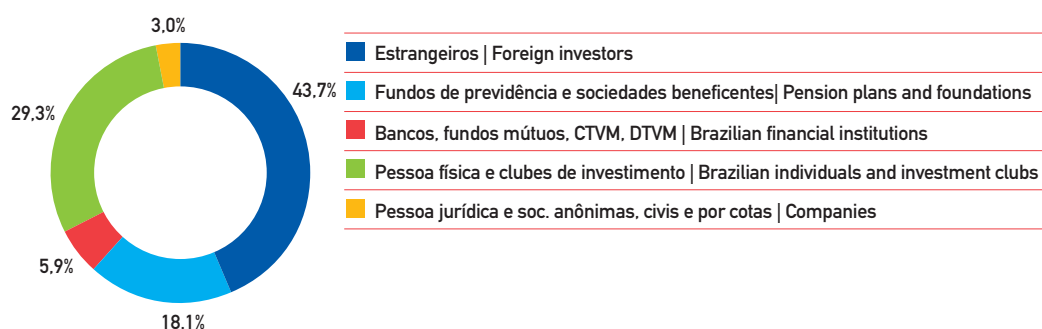 3,0%
43,7%
29,3%
5,9%
18,1%
Estrangeiros | Foreign investors
Fundos de previdência e sociedades beneficentes| Pension plans and foundations
Bancos, fundos mútuos, CTVM, DTVM | Brazilian financial institutions
Pessoa física e clubes de investimento | Brazilian individuals and investment clubs
Pessoa jurídica e soc. anônimas, civis e por cotas | Companies